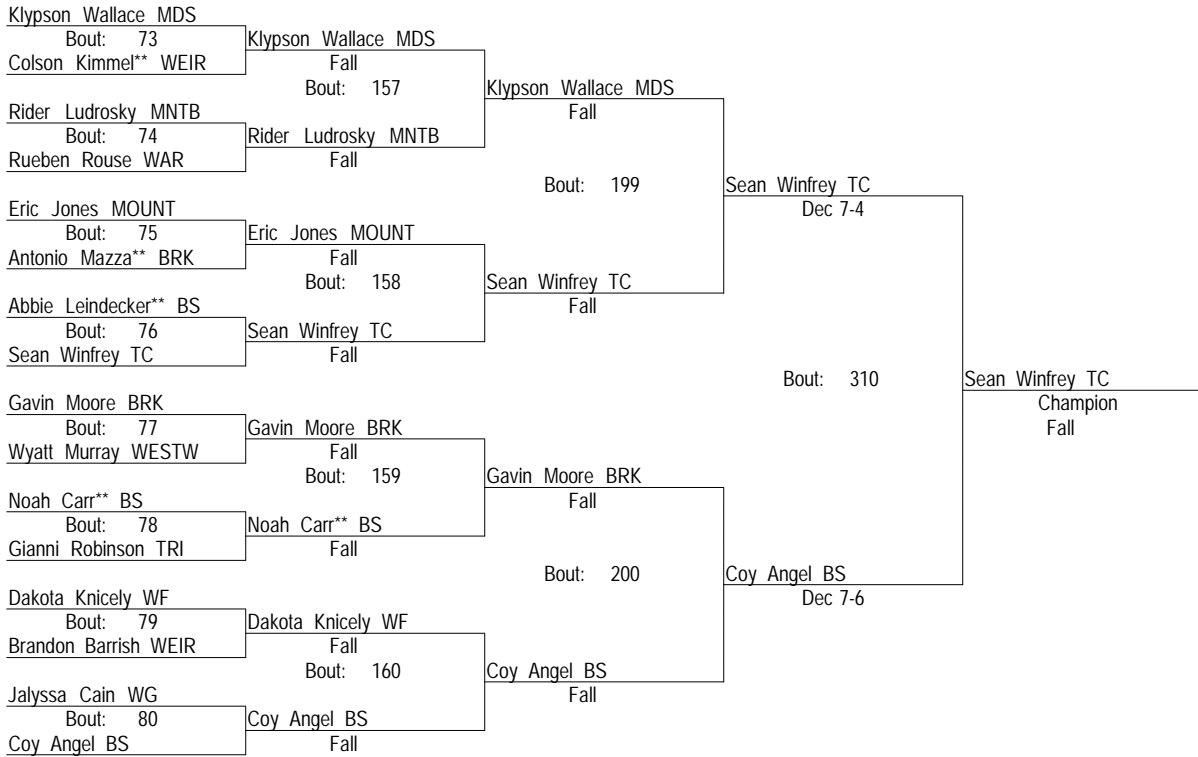 Klypson Wallace MDS
Bout: 73
Colson Kimmel** WEIR
Rider Ludrosky MNTB
Bout: 74
Rueben Rouse WAR
Eric Jones MOUNT
Bout: 75
Antonio Mazza** BRK
Abbie Leindecker** BS
Bout: 76
Sean Winfrey TC
Gavin Moore BRK
Bout: 77
Wyatt Murray WESTW
Noah Carr** BS
Bout: 78
Gianni Robinson TRI
Dakota Knicely WF
Bout: 79
Brandon Barrish WEIR
Jalyssa Cain WG
Bout: 80
Coy Angel BS
Klypson Wallace MDS
Fall
Bout: 157
Rider Ludrosky MNTB
Fall
Eric Jones MOUNT
Fall
Bout: 158
Sean Winfrey TC
Fall
Gavin Moore BRK
Fall
Bout: 159
Noah Carr** BS
Fall
Dakota Knicely WF
Fall
Bout: 160
Coy Angel BS
Fall
Klypson Wallace MDS
Fall
Bout: 199
Sean Winfrey TC
Fall
Gavin Moore BRK
Fall
Bout: 200
Coy Angel BS
Fall
Sean Winfrey TC
Dec 7-4
Bout: 310
Coy Angel BS
Dec 7-6
Sean Winfrey TC
Champion
Fall